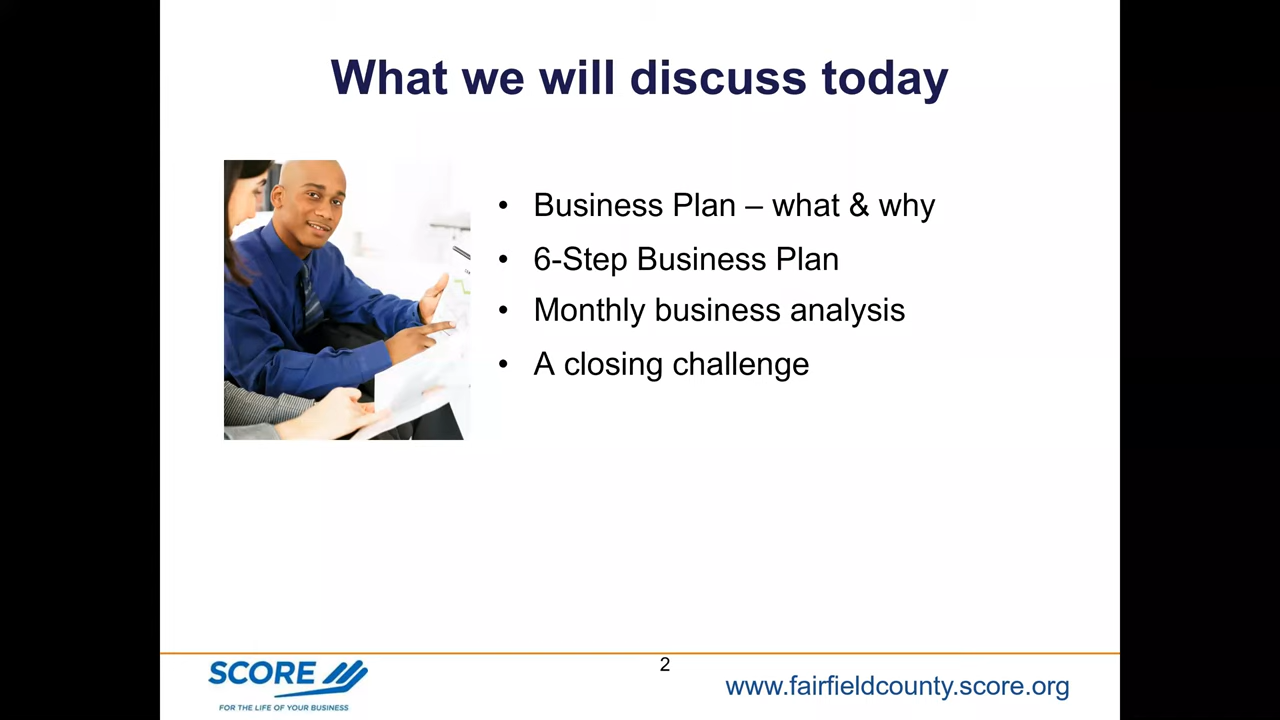 What we will discuss today
• Business Plan – what & why
• 6-Step Business Plan
• Monthly business analysis
• A closing challenge
2
SCORE
FOR THE LIFE OF YOUR BUSINESS
www.fairfieldcounty.score.org